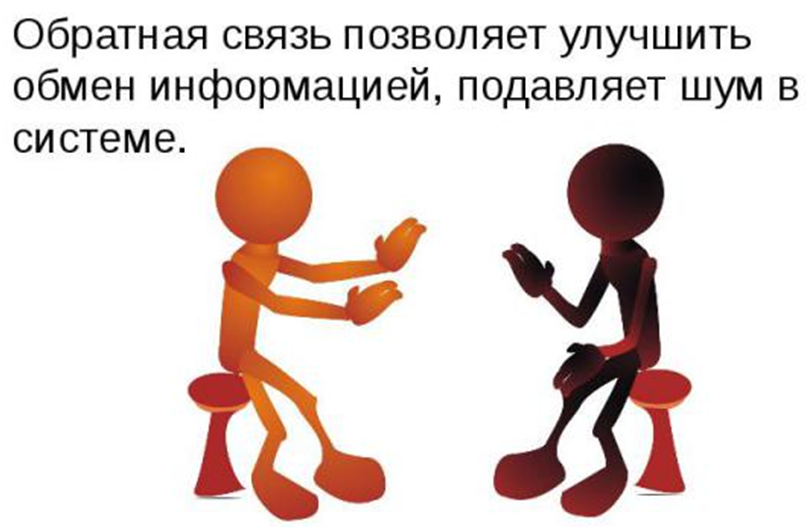 Обратная связь позволяет улучшить
обмен информацией, подавляет шум в
системе.